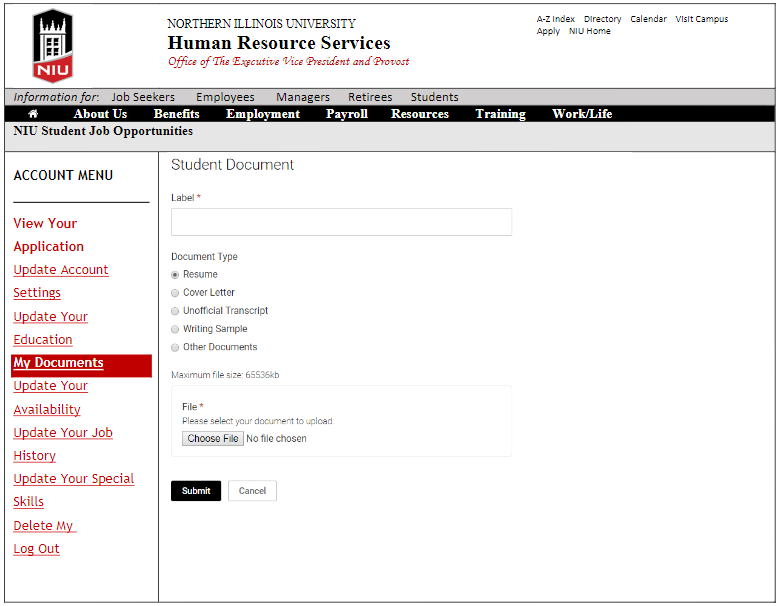 NIU
NORTHERN ILLINOIS UNIVERSITY
Human Resource Services
Office of The Executive Vice President and Provost
A-Z Index Directory Calendar Visit Campus
Apply NIU Home
Information for: Job Seekers Employees Managers Retirees Students
About Us Benefits Employment Payroll Resources Training Work/Life
NIU Student Job Opportunities
ACCOUNT MENU
View Your
Application
Update Account
Settings
Update Your
Education
My Documents
Update Your
Availability
Update Your Job
History
Update Your Special
Skills
Delete My
Log Out
Student Document
Label *
Document Type
Resume
Cover Letter
Unofficial Transcript
Writing Sample
Other Documents
Maximum file size: 65536kb
File *
Please select your document to upload
Choose File No file chosen
Submit Cancel